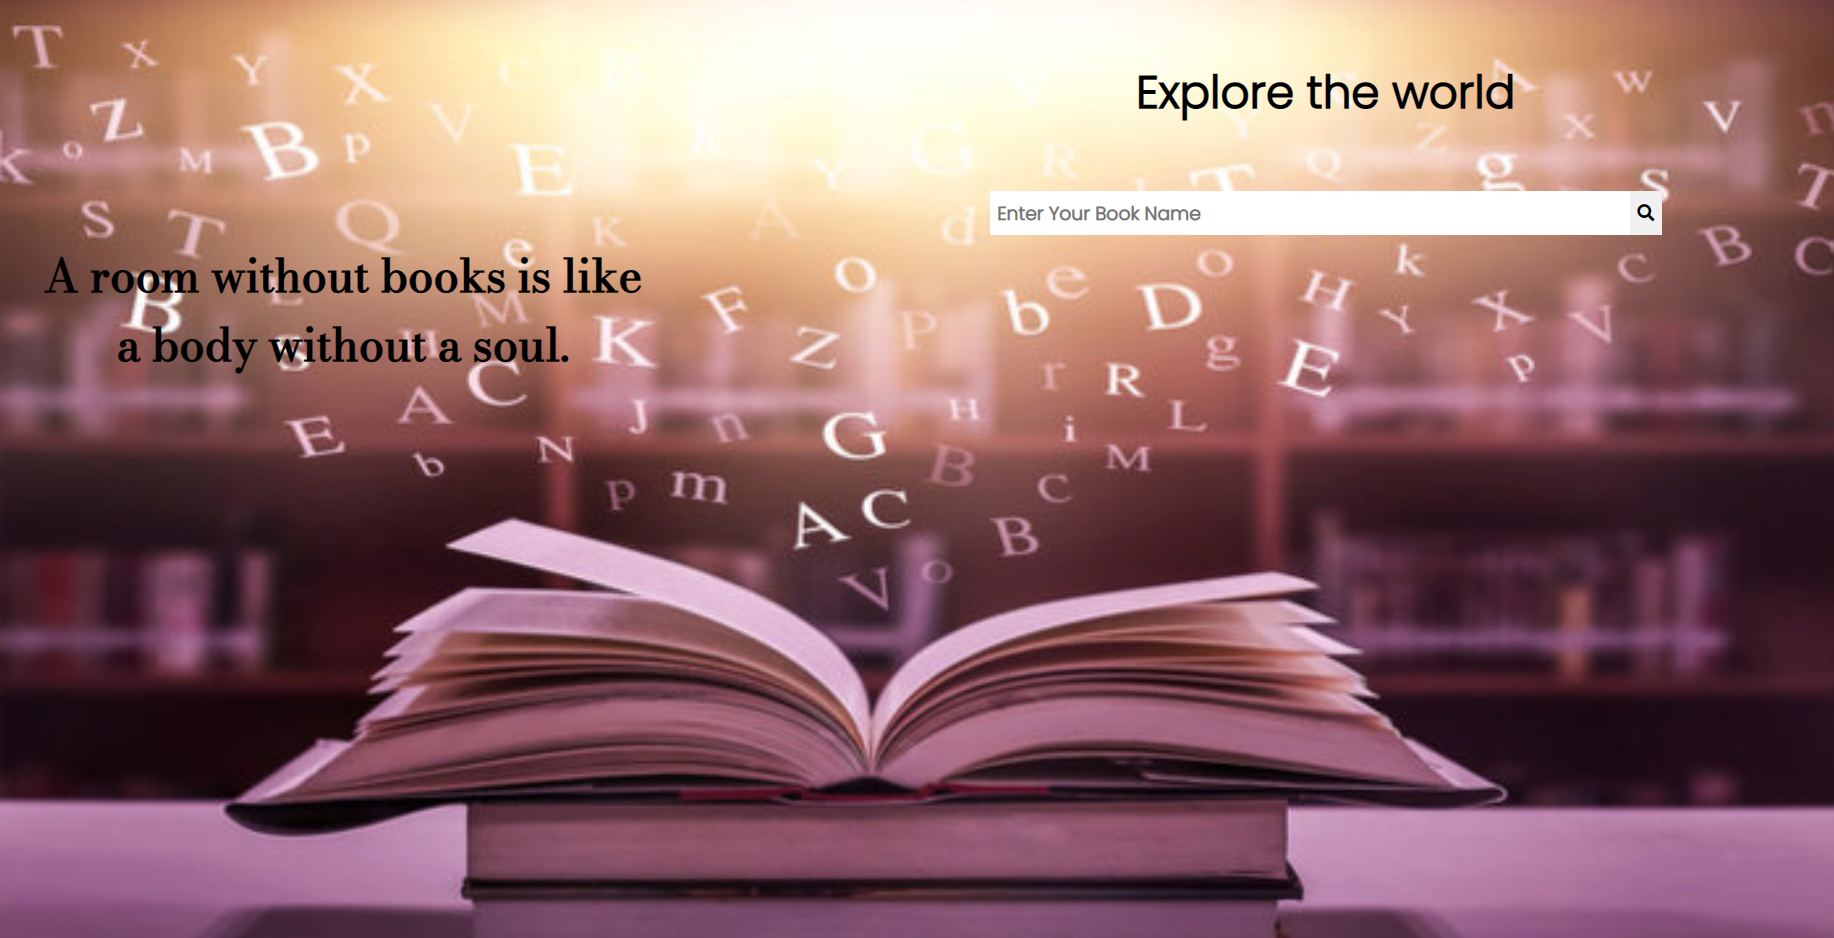 Explore the world
Enter Your Book Name
A room without books is like
a body without a soul.